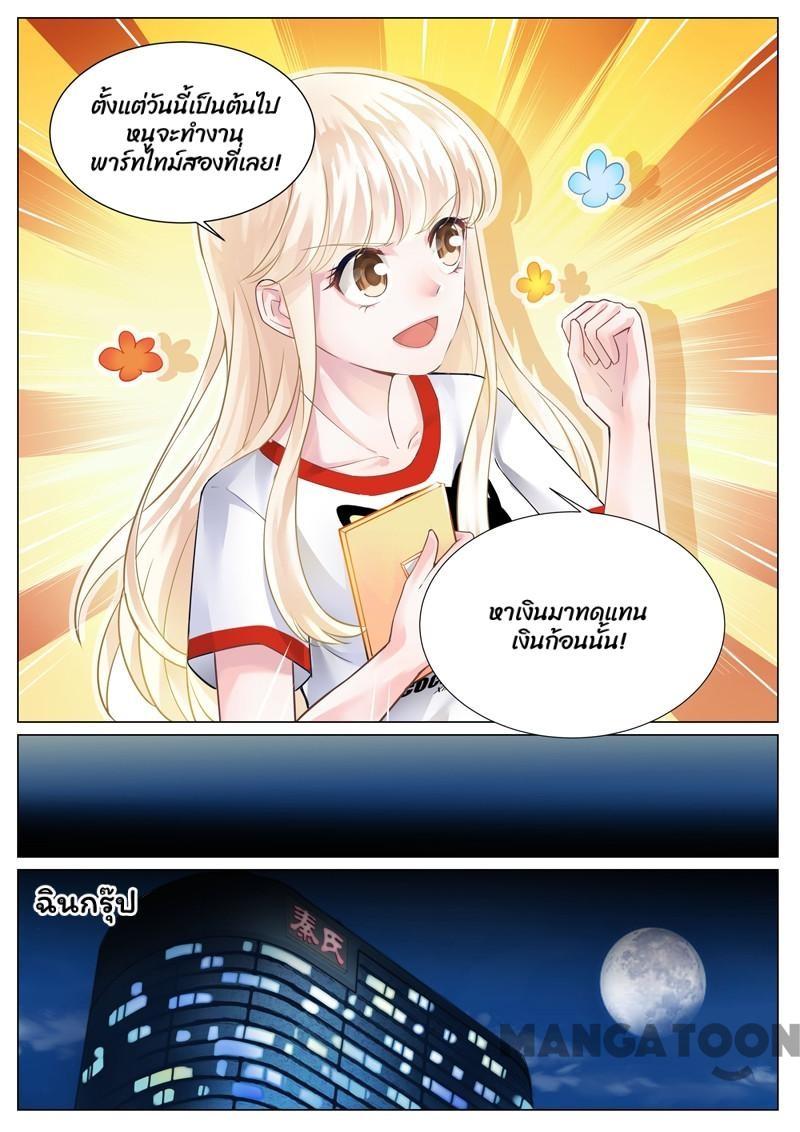 ตั้งแต่วันนี้เป็นต้นไป
หนูจะทำงาน
พาร์ทไทม์สองที่เลย!
หาเงินมาทดแทน
เงินก้อนนั้น!
ฉินกรุ๊ป
秦氏
MANGATOON